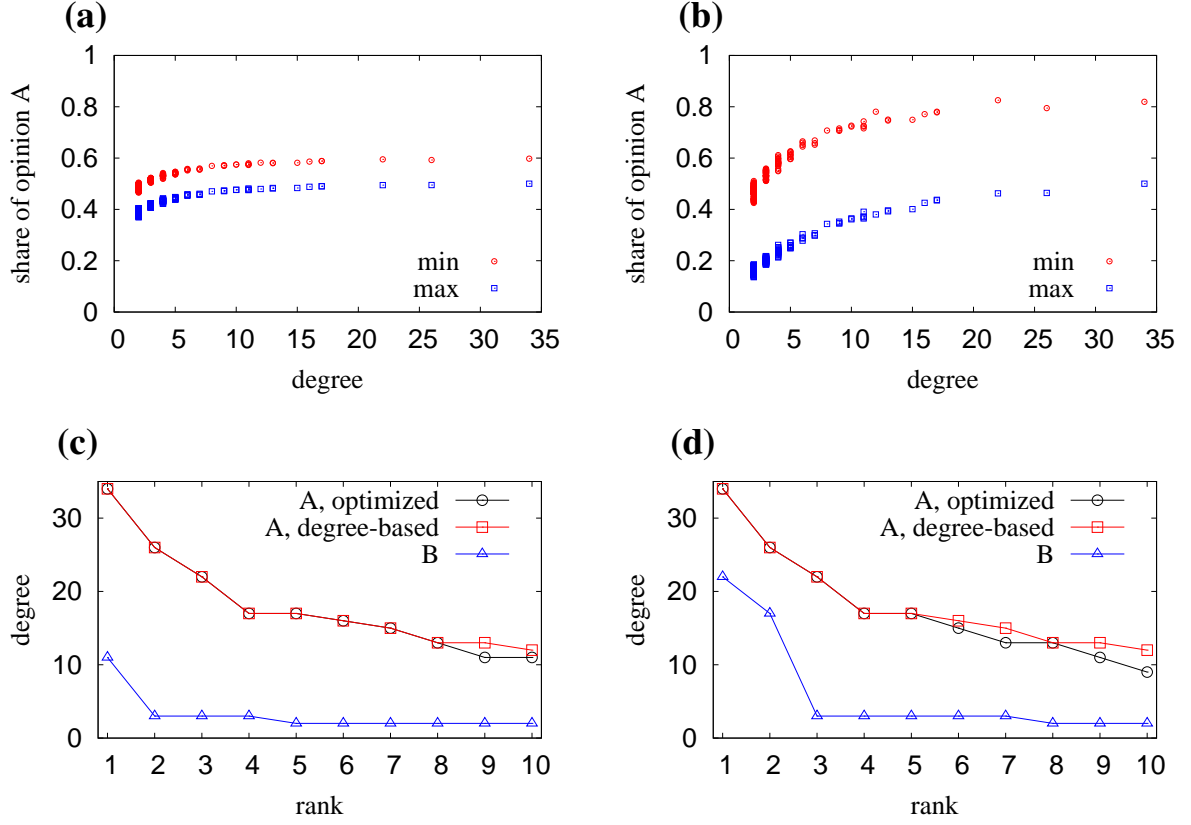 (a)
share of opinion A
1
0.8
0.6
0.4
0.2
0
min
max
0 5 10 15 20 25 30 35
degree
(b)
share of opinion A
1
0.8
0.6
0.4
0.2
0
min
max
0 5 10 15 20 25 30 35
degree
(c)
degree
30
20
10
0
A, optimized
A, degree-based
B
1 2 3 4 5 6 7 8 9 10
rank
(d)
degree
30
20
10
0
A, optimized
A, degree-based
B
1 2 3 4 5 6 7 8 9 10
rank